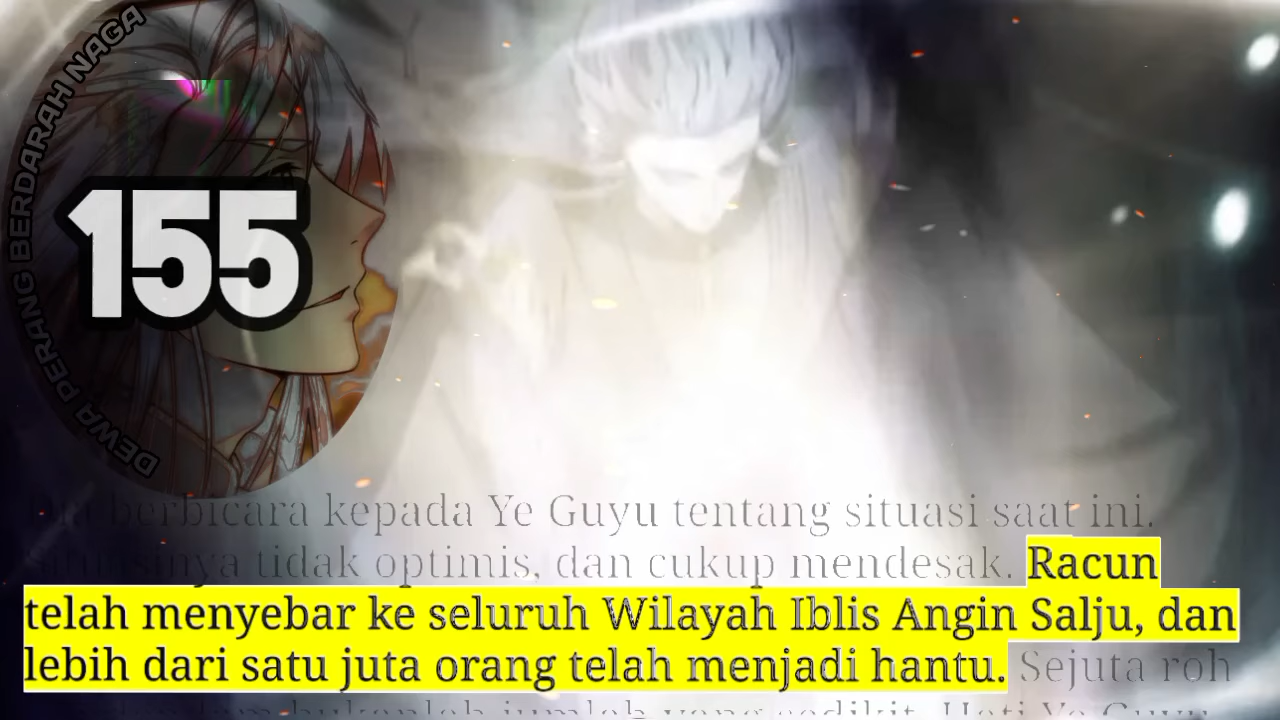 DEWA PERANG BERDARAH NAGA
155
berbicara kepada Ye Guyu tentang situasi saat ini.
tidak optimis, dan cukup mendesak. Racun
telah menyebar ke seluruh Wilayah Iblis Angin Salju, dan
lebih dari satu juta orang telah menjadi hantu. Sejuta roh